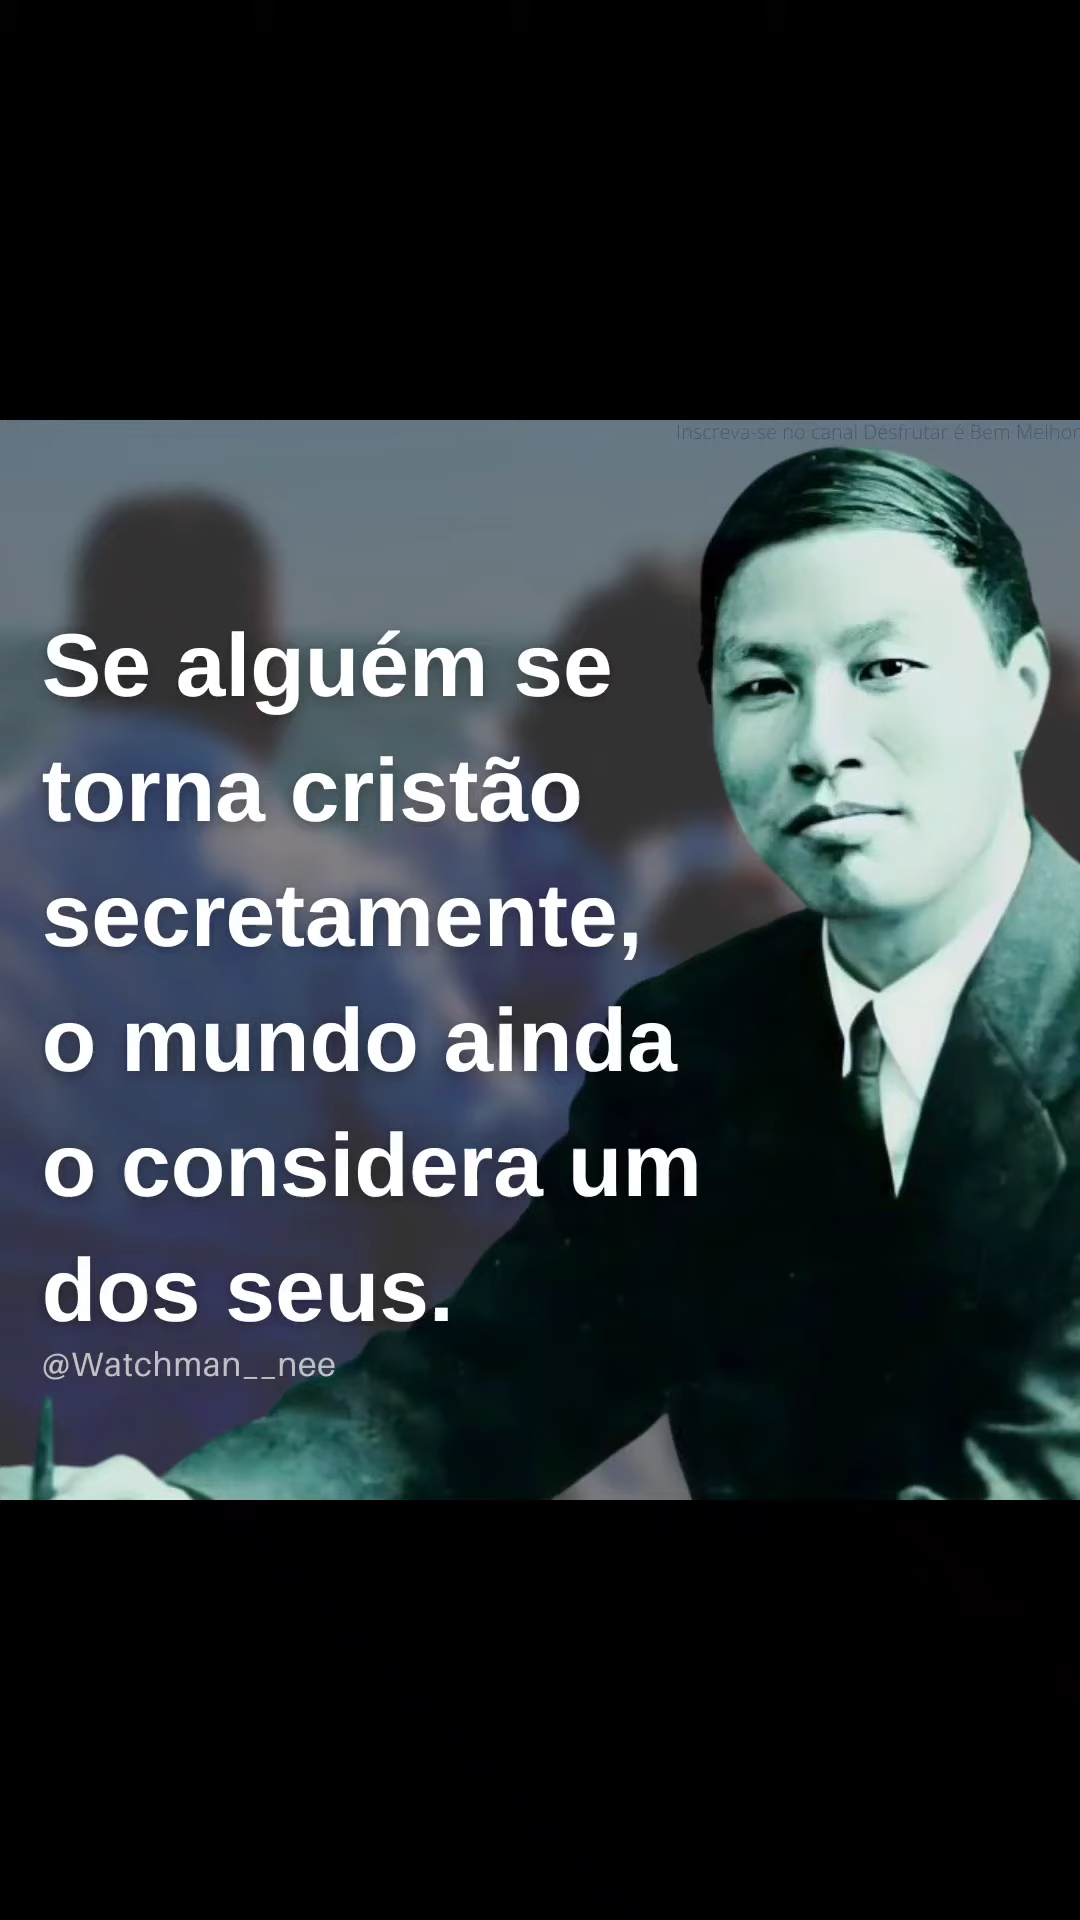 Inscreva-se no canal Desfrutar é Bem Melhor
Se alguém se
torna cristão
secretamente,
o mundo ainda
o considera um
dos seus.
@Watchman__nee